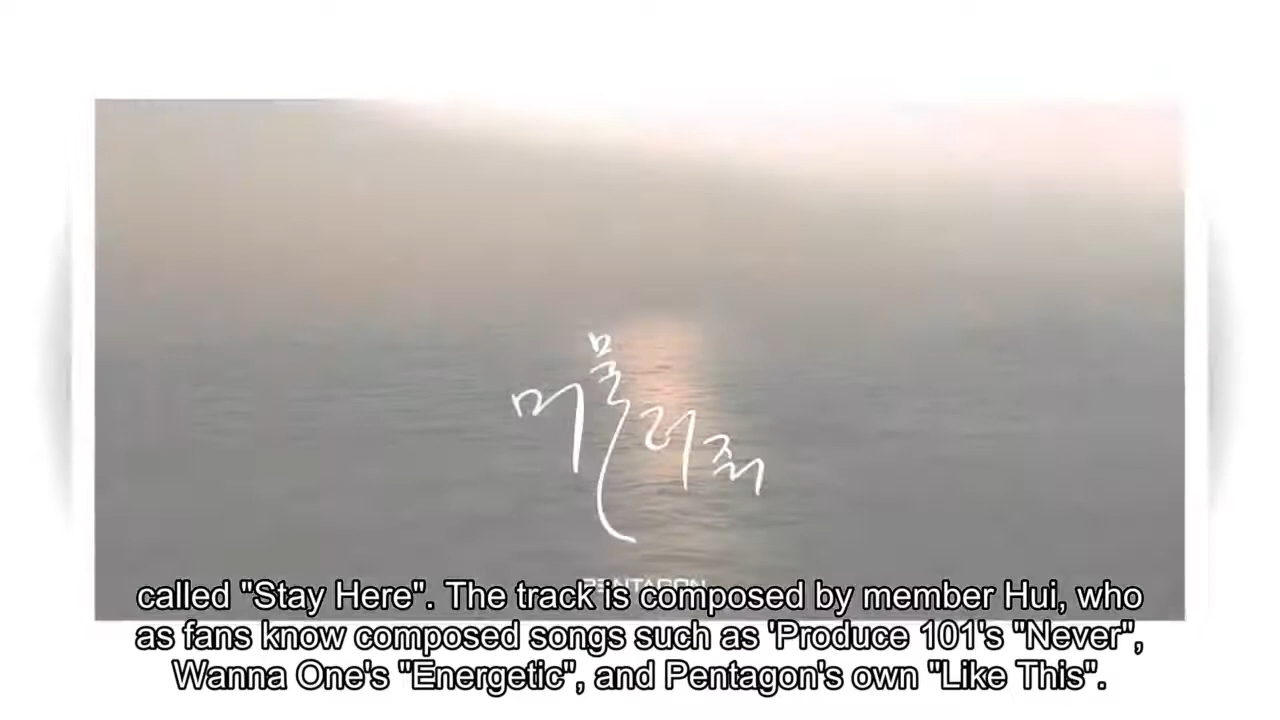 머물러줘
PENTAGON
called "Stay Here". The track is composed by member Hui, who
as fans know composed songs such as 'Produce 101's "Never",
Wanna One's "Energetic", and Pentagon's own "Like This".